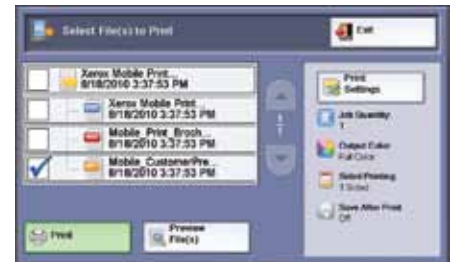 Select File(s) to Print
Exit
Xerox Mobile Print...
8/18/2010 3:37:53 PM
Xerox Mobile Print...
8/18/2010 3:37:53 PM
Mobile_Print_Broch...
8/18/2010 3:37:53 PM
Mobile_CustomerPre...
8/18/2010 3:37:53 PM
Print
Settings
Job Quantity
1
Output Color
Full Color
Sided Printing
1 Sided
Save After Print
Off
Print
Preview
File(s)